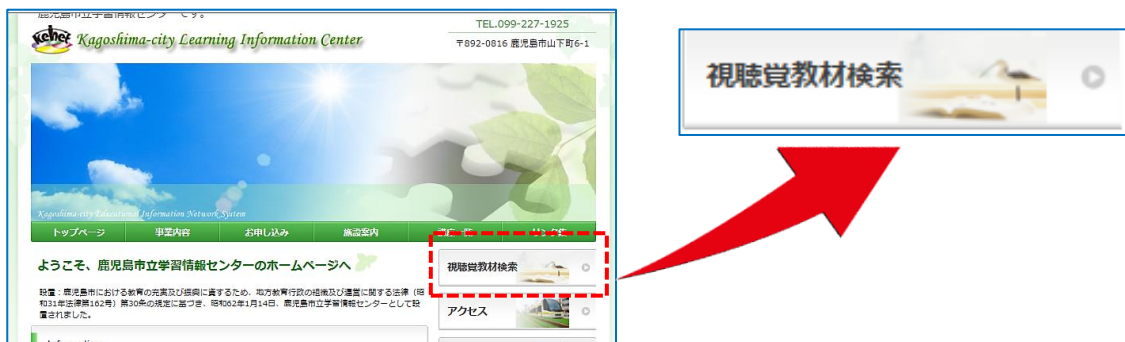 鹿児島市立学習情報センター です。
TEL.099-227-1925
Keinet Kagoshima-city Learning Information Center
〒892-0816 鹿児島市山下町6-1
Kagoshima-city Educational Information Network System
トップページ 事業内容 お申し込み 施設案内
ようこそ、鹿児島市立学習情報センターのホームページへ
設置：鹿児島市における教育の充実及び振興に資するため、地方教育行政の組織及び運営に関する法律（昭
和31年法律第162号）第30条の規定に基づき、昭和062年1月14日、鹿児島市立学習情報センターとして設
置されました。
視聴覚教材検索
アクセス
視聴覚教材検索